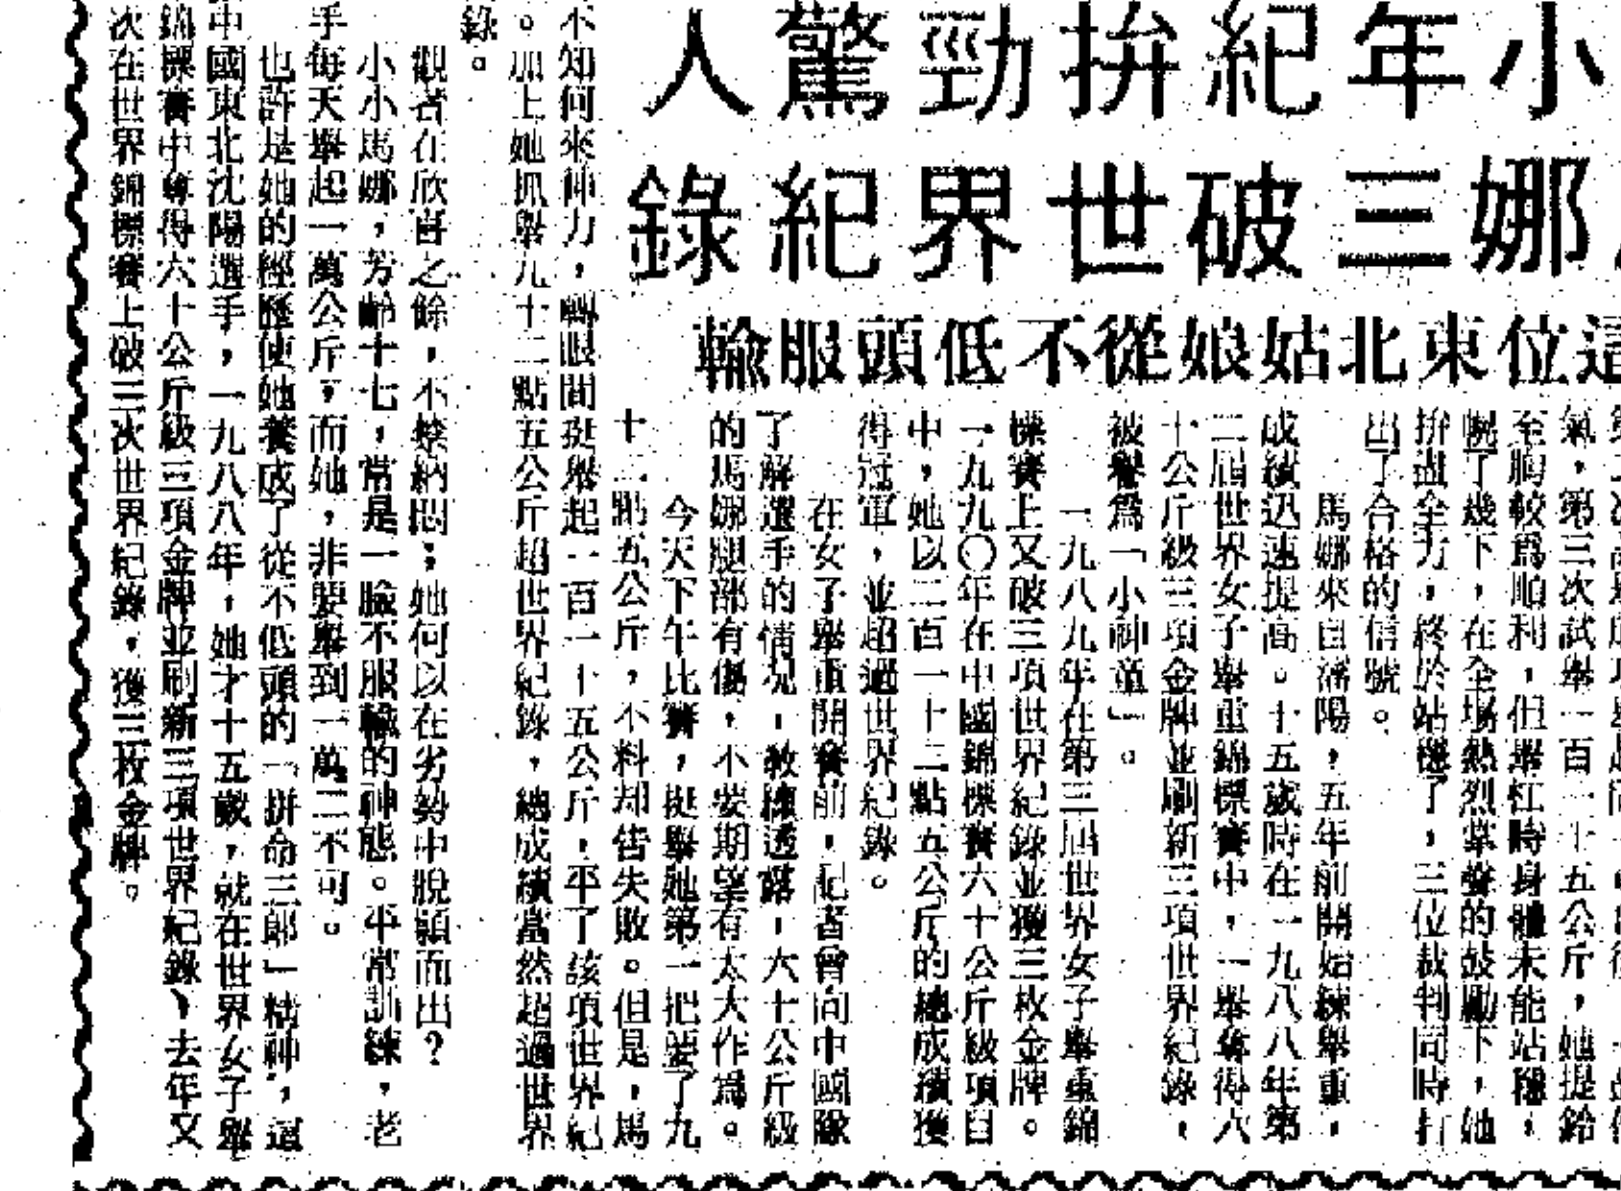 小年紀拚勁驚人
娜三破世界紀錄
這位東北姑娘從不低頭服輸
氣，第三次試舉一百一十五公斤，她提鈴
至胸較爲順利，但舉杠時身體未能站穩，
幌了幾下，在全場熱烈掌聲的鼓勵下，她
拚盡全力，終於站穩了，三位裁判同時打
出了合格的信號。
馬娜來自瀋陽，五年前開始練舉重，
成績迅速提高。十五歲時在一九八八年第
二屆世界女子舉重錦標賽中，一舉奪得六
十公斤級三項金牌並刷新三項世界紀錄，
被譽爲「小神童」。
一九八九年在第三屆世界女子舉重錦
標賽上又破三項世界紀錄並獲三枚金牌。
一九九〇年在中國錦標賽六十公斤級項目
中，她以二百一十二點五公斤的總成績獲
得冠軍，並超過世界紀錄。
在女子舉重開賽前，記者曾向中國隊
了解選手的情況，教練透露，六十公斤級
的馬娜腿部有傷，不要期望有太大作爲。
今天下午比賽，挺舉她第一把要了九
十二點五公斤，不料却告失敗。但是，馬
不知何來神力，轉眼間挺舉起一百一十五公斤，平了該項世界紀
。加上她抓舉九十二點五公斤超世界紀錄，總成績當然超過世界
錄。
觀者在欣喜之餘，不禁納悶；她何以在劣勢中脫穎而出？
小小馬娜，芳齡十七，常是一臉不服輸的神態。平常訓練，老
手每天舉起一萬公斤，而她，非要舉到一萬二不可。
也許是她的經歷使她養成了從不低頭的「拼命三郎」精神，這
中國東北沈陽選手，一九八八年，她才十五歲，就在世界女子舉
錦標賽中奪得六十公斤級三項金牌並刷新三項世界紀錄、去年又
次在世界錦標賽上破三次世界紀錄，獲三枚金牌。